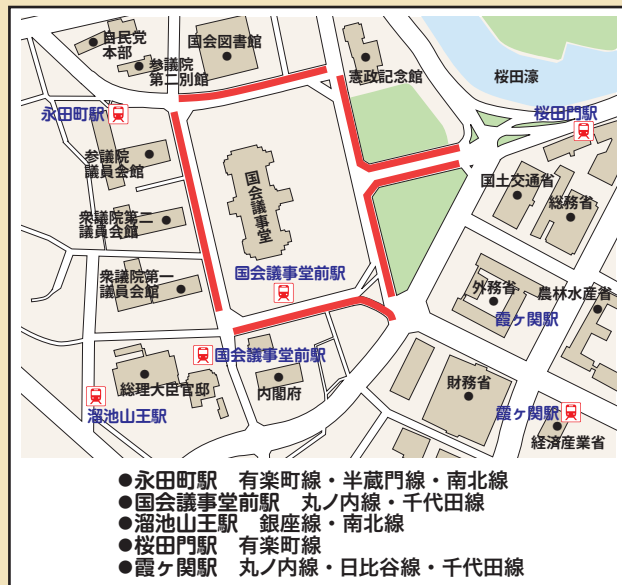 自民党
本部
参議院
第二別館
国会図書館
憲政記念館
桜田濠
永田町駅
桜田門駅
参議院
議員会館
国会議事堂
国土交通省
総務省
衆議院第二
議員会館
衆議院第一
議員会館
国会議事堂前駅
外務省
農林水産省
霞ヶ関駅
国会議事堂前駅
総理大臣官邸
内閣府
財務省
溜池山王駅
霞ヶ関駅
経済産業省
●永田町駅 有楽町線・半蔵門線・南北線
●国会議事堂前駅 丸ノ内線・千代田線
●溜池山王駅 銀座線・南北線
●桜田門駅 有楽町線
●霞ヶ関駅 丸ノ内線・日比谷線・千代田線